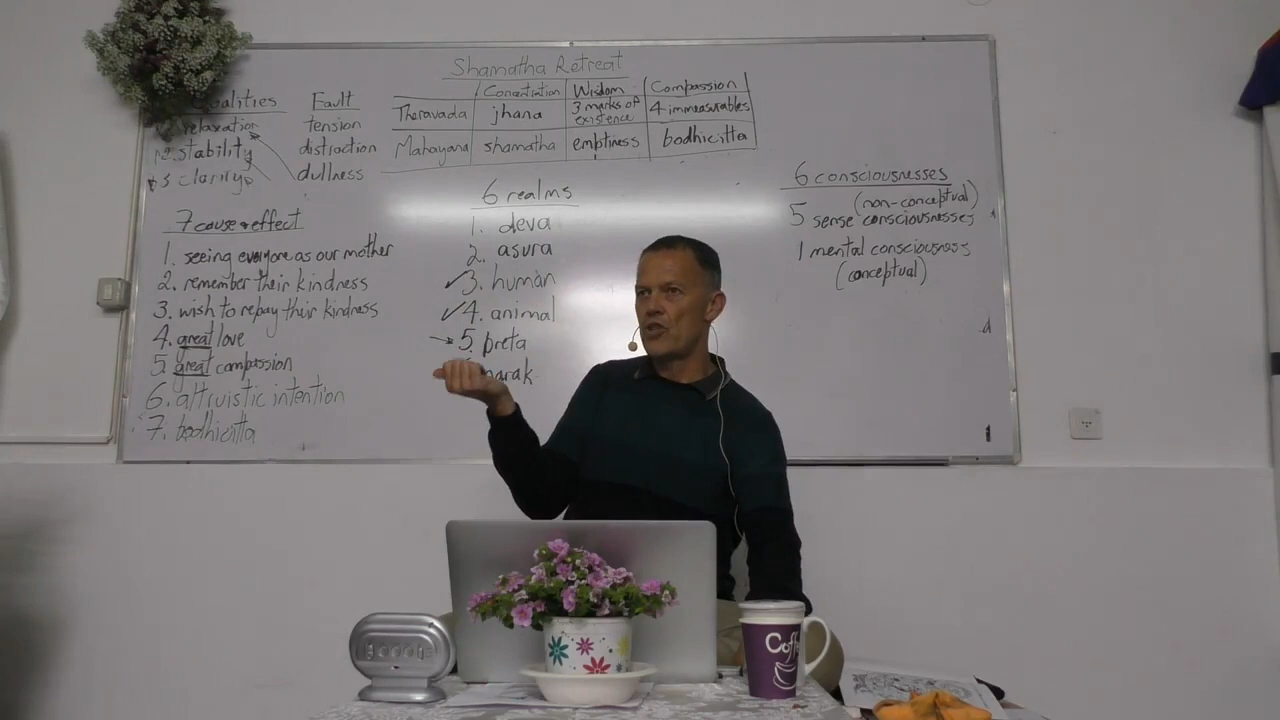 Shamatha Retreat
Concentration Wisdom Compassion
Theravada jhana 3 marks of existence 4 immeasurables
Mahayana shamatha emptiness bodhicitta
Fault
relaxation tension
2. stability distraction
3 clarity dullness
7 cause & effect
1. seeing everyone as our mother
2. remember their kindness
3. wish to repay their kindness
4. great love
5. great compassion
6. altruistic intention
7. bodhicitta
6 realms
1. deva
2. asura
3. human
4. animal
5. preta
narak
6 consciousnesses
(non-conceptual)
5 sense consciousnesses
1 mental consciousness
(conceptual)